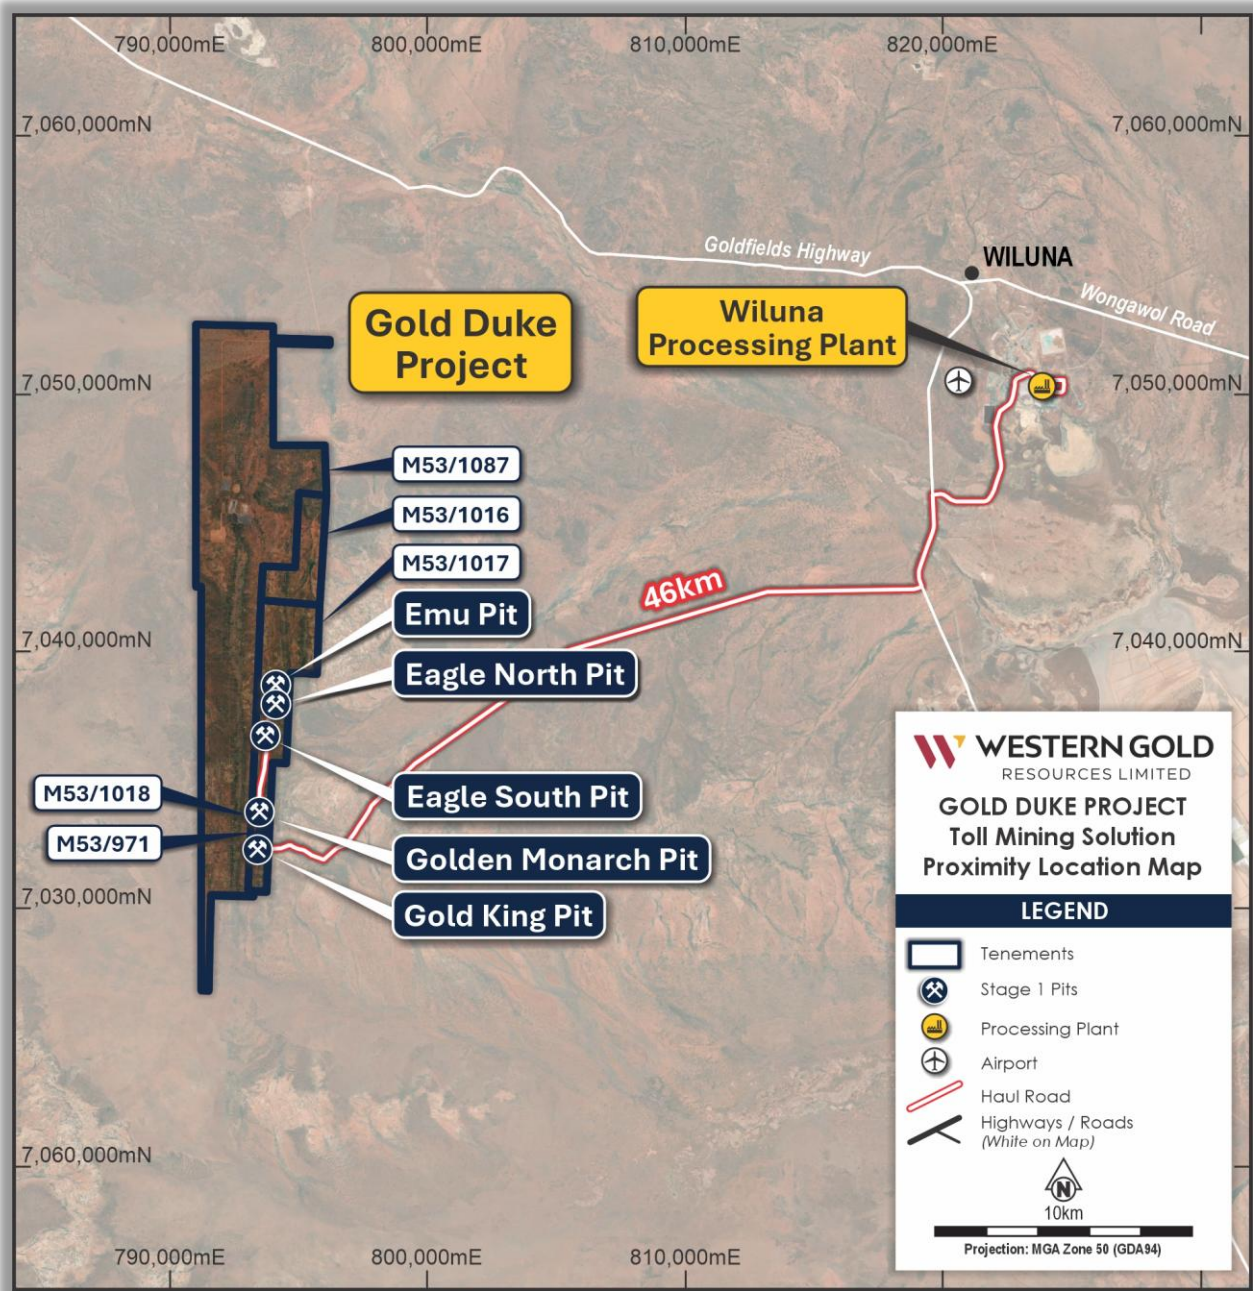 790,000mE
800,000mE
810,000mE
820,000mE
7,060,000mN
7,060,000mN
Goldfields Highway
WILUNA
Wongawol Road
Gold Duke
Project
Wiluna
Processing Plant
7,050,000mN
7,050,000mN
M53/1087
M53/1016
M53/1017
46km
Emu Pit
7,040,000mN
7,040,000mN
Eagle North Pit
M53/1018
Eagle South Pit
M53/971
Golden Monarch Pit
7,030,000mN
Gold King Pit
WESTERN GOLD
RESOURCES LIMITED
GOLD DUKE PROJECT
Toll Mining Solution
Proximity Location Map
LEGEND
Tenements
Stage 1 Pits
Processing Plant
Airport
Haul Road
Highways / Roads
(White on Map)
N
10km
Projection: MGA Zone 50 (GDA94)
7,060,000mN
790,000mE
800,000mE
810,000mE